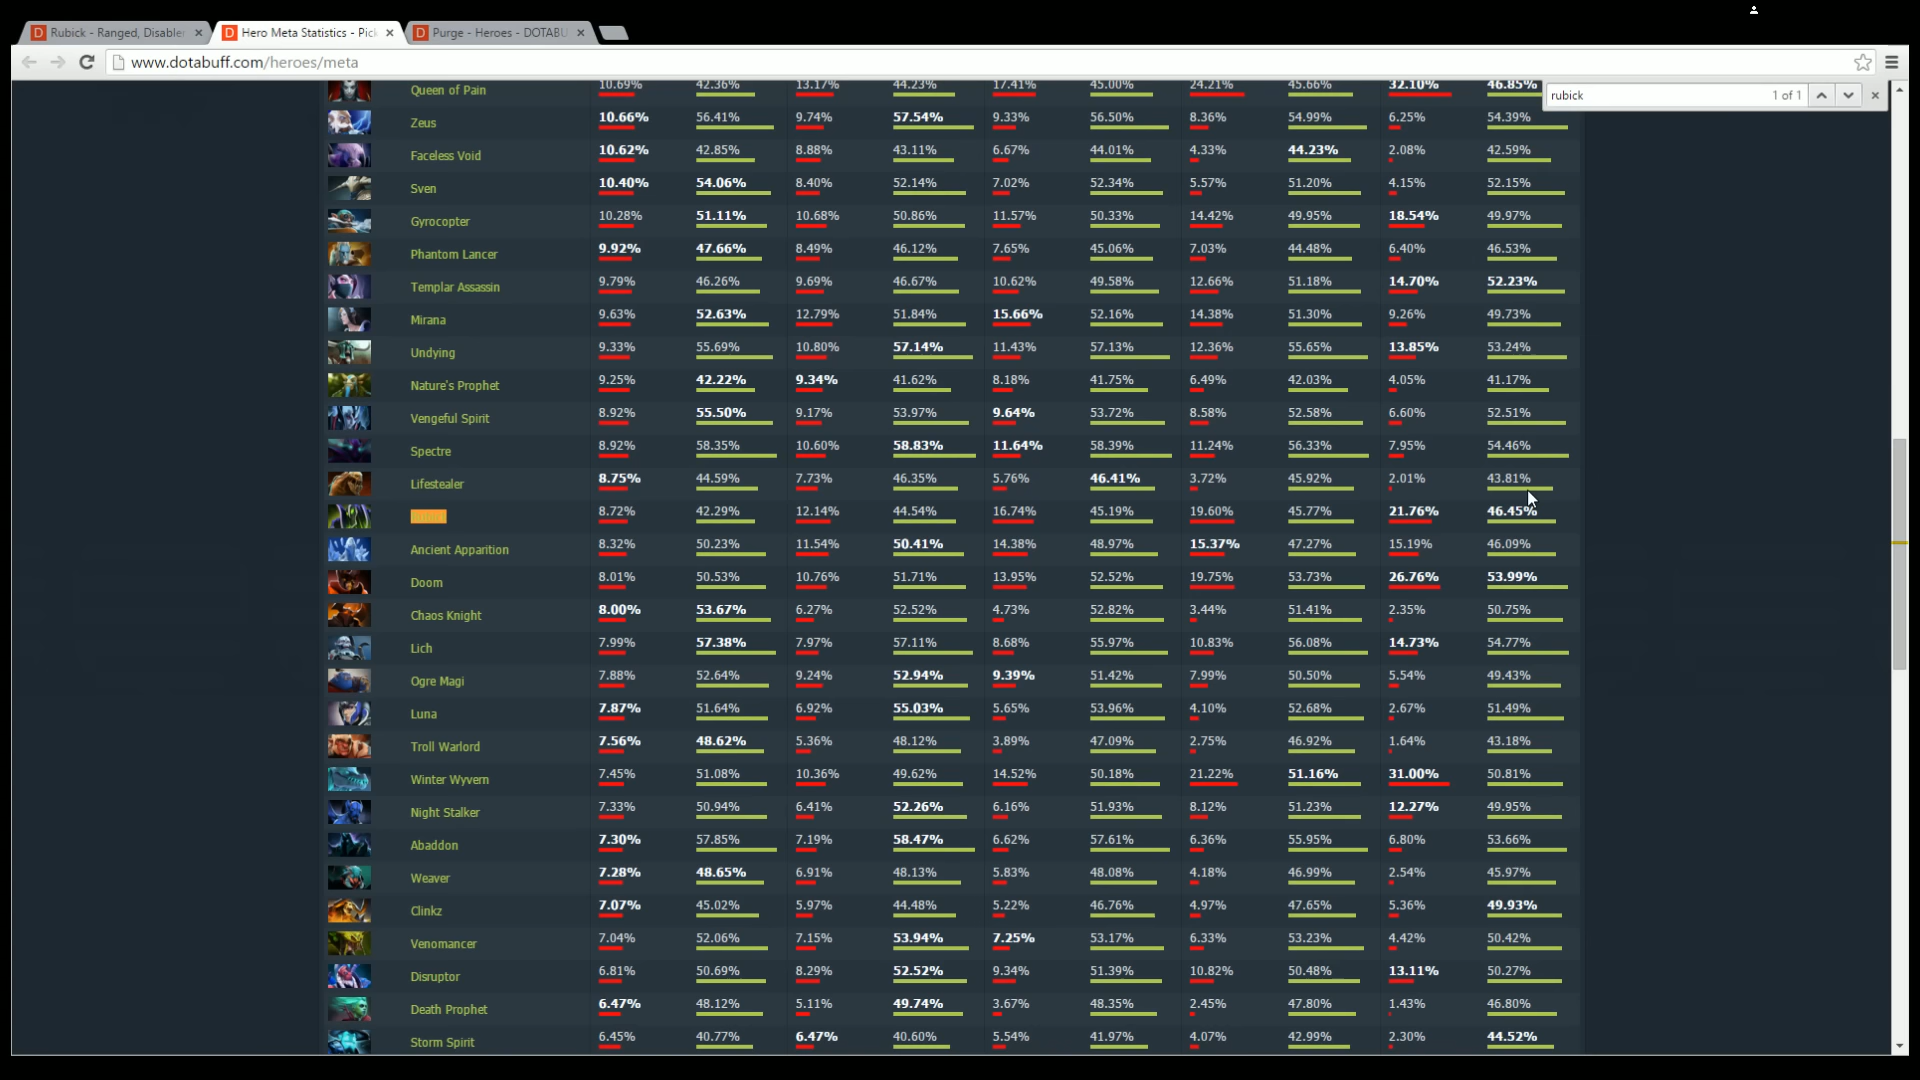 Rubick - Ranged, Disabler
Hero Meta Statistics - Pick
Purge - Heroes - DOTABU
www.dotabuff.com/heroes/meta
rubick 1 of 1
Queen of Pain 10.69% 42.36% 13.17% 44.23% 17.41% 45.00% 24.21% 45.66% 32.10% 46.85%
Zeus 10.66% 56.41% 9.74% 57.54% 9.33% 56.50% 8.36% 54.99% 6.25% 54.39%
Faceless Void 10.62% 42.85% 8.88% 43.11% 6.67% 44.01% 4.33% 44.23% 2.08% 42.59%
Sven 10.40% 54.06% 8.40% 52.14% 7.02% 52.34% 5.57% 51.20% 4.15% 52.15%
Gyrocopter 10.28% 51.11% 10.68% 50.86% 11.57% 50.33% 14.42% 49.95% 18.54% 49.97%
Phantom Lancer 9.92% 47.66% 8.49% 46.12% 7.65% 45.06% 7.03% 44.48% 6.40% 46.53%
Templar Assassin 9.79% 46.26% 9.69% 46.67% 10.62% 49.58% 12.66% 51.18% 14.70% 52.23%
Mirana 9.63% 52.63% 12.79% 51.84% 15.66% 52.16% 14.38% 51.30% 9.26% 49.73%
Undying 9.33% 55.69% 10.80% 57.14% 11.43% 57.13% 12.36% 55.65% 13.85% 53.24%
Nature's Prophet 9.25% 42.22% 9.34% 41.62% 8.18% 41.75% 6.49% 42.03% 4.05% 41.17%
Vengeful Spirit 8.92% 55.50% 9.17% 53.97% 9.64% 53.72% 8.58% 52.58% 6.60% 52.51%
Spectre 8.92% 58.35% 10.60% 58.83% 11.64% 58.39% 11.24% 56.33% 7.95% 54.46%
Lifestealer 8.75% 44.59% 7.73% 46.35% 5.76% 46.41% 3.72% 45.92% 2.01% 43.81%
8.72% 42.29% 12.14% 44.54% 16.74% 45.19% 19.60% 45.77% 21.76% 46.45%
Ancient Apparition 8.32% 50.23% 11.54% 50.41% 14.38% 48.97% 15.37% 47.27% 15.19% 46.09%
Doom 8.01% 50.53% 10.76% 51.71% 13.95% 52.52% 19.75% 53.73% 26.76% 53.99%
Chaos Knight 8.00% 53.67% 6.27% 52.52% 4.73% 52.82% 3.44% 51.41% 2.35% 50.75%
Lich 7.99% 57.38% 7.97% 57.11% 8.68% 55.97% 10.83% 56.08% 14.73% 54.77%
Ogre Magi 7.88% 52.64% 9.24% 52.94% 9.39% 51.42% 7.99% 50.50% 5.54% 49.43%
Luna 7.87% 51.64% 6.92% 55.03% 5.65% 53.96% 4.10% 52.68% 2.67% 51.49%
Troll Warlord 7.56% 48.62% 5.36% 48.12% 3.89% 47.09% 2.75% 46.92% 1.64% 43.18%
Winter Wyvern 7.45% 51.08% 10.36% 49.62% 14.52% 50.18% 21.22% 51.16% 31.00% 50.81%
Night Stalker 7.33% 50.94% 6.41% 52.26% 6.16% 51.93% 8.12% 51.23% 12.27% 49.95%
Abaddon 7.30% 57.85% 7.19% 58.47% 6.62% 57.61% 6.36% 55.95% 6.80% 53.66%
Weaver 7.28% 48.65% 6.91% 48.13% 5.83% 48.08% 4.18% 46.99% 2.54% 45.97%
Clinkz 7.07% 45.02% 5.97% 44.48% 5.22% 46.76% 4.97% 47.65% 5.36% 49.93%
Venomancer 7.04% 52.06% 7.15% 53.94% 7.25% 53.17% 6.33% 53.23% 4.42% 50.42%
Disruptor 6.81% 50.69% 8.29% 52.52% 9.34% 51.39% 10.82% 50.48% 13.11% 50.27%
Death Prophet 6.47% 48.12% 5.11% 49.74% 3.67% 48.35% 2.45% 47.80% 1.43% 46.80%
Storm Spirit 6.45% 40.77% 6.47% 40.60% 5.54% 41.97% 4.07% 42.99% 2.30% 44.52%